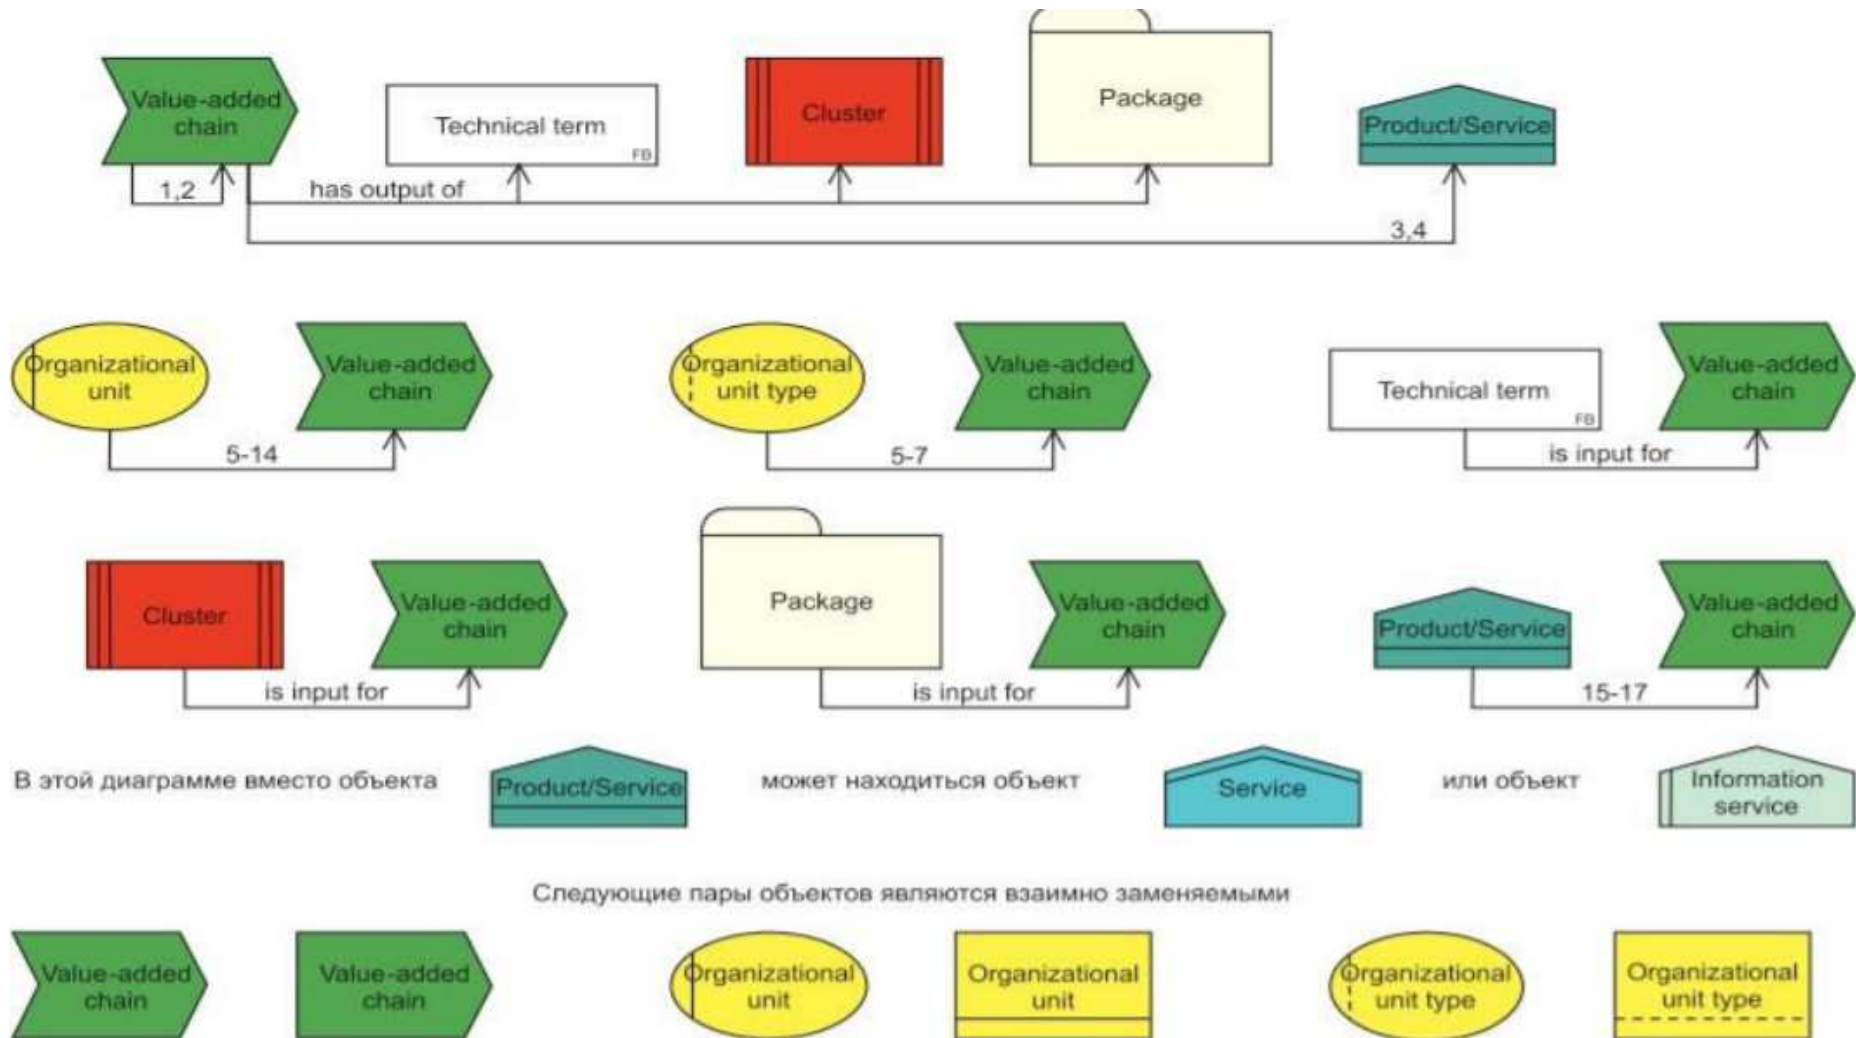 Value-added
chain
Technical term
FB
Cluster
Package
Product/Service
1,2
has output of
3,4
Organizational
unit
Value-added
chain
5-14
Organizational
unit type
Value-added
chain
5-7
Technical term
FB
Value-added
chain
is input for
Cluster
Value-added
chain
is input for
Package
Value-added
chain
is input for
Product/Service
Value-added
chain
15-17
В этой диаграмме вместо объекта
Product/Service
может находиться объект
Service
или объект
Information
service
Следующие пары объектов являются взаимно заменяемыми
Value-added
chain
Value-added
chain
Organizational
unit
Organizational
unit
Organizational
unit type
Organizational
unit type